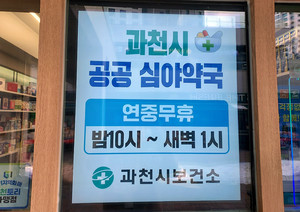 과천시
공공 심야약국
연중무휴
밤10시 ~ 새벽 1시
과천시보건소